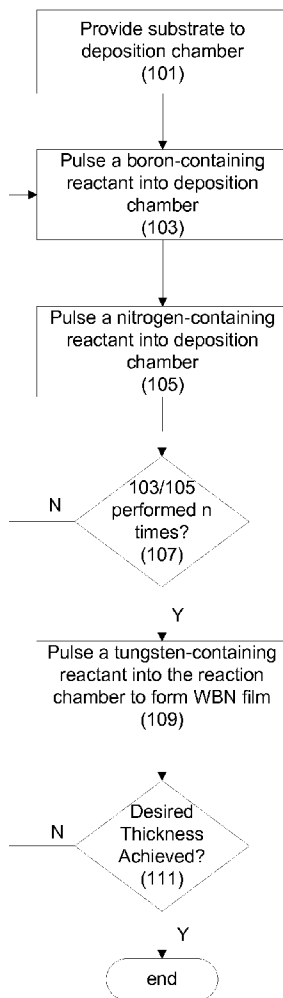 Provide substrate to
deposition chamber
(101)
Pulse a boron-containing
reactant into deposition
chamber
(103)
Pulse a nitrogen-containing
reactant into deposition
chamber
(105)
N
103/105
performed n
times?
(107)
Y
Pulse a tungsten-containing
reactant into the reaction
chamber to form WBN film
(109)
N
Desired
Thickness
Achieved?
(111)
Y
end